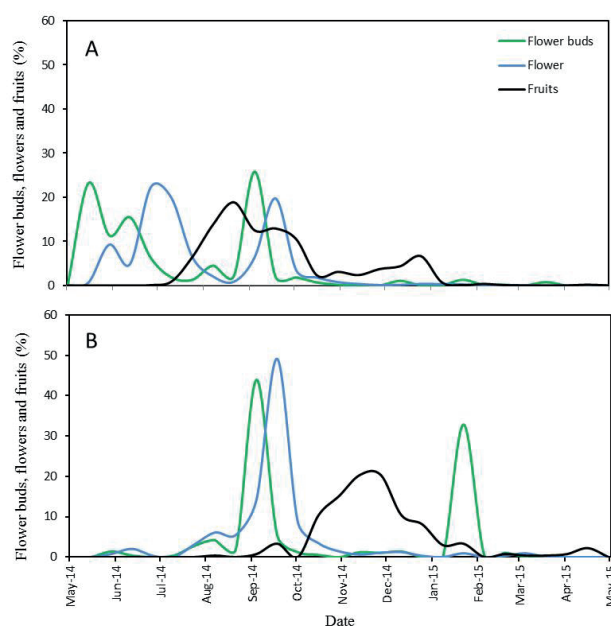 60
50
40
30
20
10
0
Flower buds, flowers and fruits (%)
A
Flower buds
Flower
Fruits
60
50
40
30
20
10
0
Flower buds, flowers and fruits (%)
B
May-14
Jun-14
Jul-14
Aug-14
Sep-14
Oct-14
Nov-14
Dec-14
Jan-15
Feb-15
Mar-15
Apr-15
May-15
Date